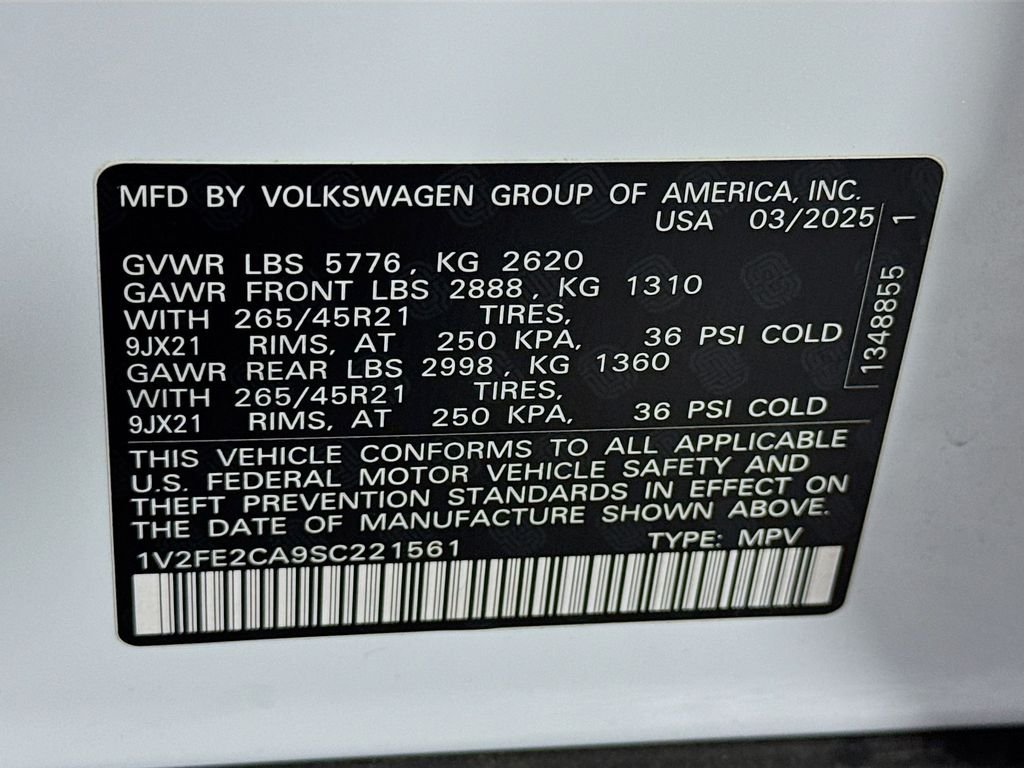 MFD BY VOLKSWAGEN GROUP OF AMERICA, INC.
USA 03/2025
GVWR LBS 5776, KG 2620
GAWR FRONT LBS 2888, KG 1310
WITH 265/45R21 TIRES,
9JX21 RIMS, AT 250 KPA, 36 PSI COLD
GAWR REAR LBS 2998, KG 1360
WITH 265/45R21 TIRES,
9JX21 RIMS, AT 250 KPA, 36 PSI COLD
THIS VEHICLE CONFORMS TO ALL APPLICABLE
U.S. FEDERAL MOTOR VEHICLE SAFETY AND
THEFT PREVENTION STANDARDS IN EFFECT ON
THE DATE OF MANUFACTURE SHOWN ABOVE.
1V2FE2CA9SC221561 TYPE: MPV
1348855
1